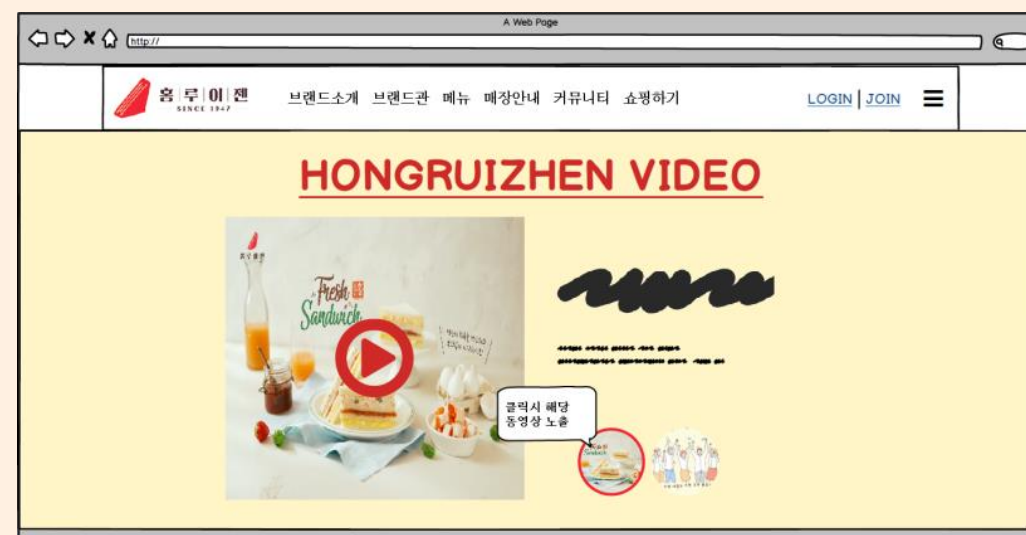 A Web Page
http://
홍루이젠
SINCE 1947
브랜드소개 브랜드관 메뉴 매장안내 커뮤니티 쇼핑하기
LOGIN | JOIN
HONGRUIZHEN VIDEO
Fresh
Sandwich
클릭시 해당
동영상 노출
Sandwich